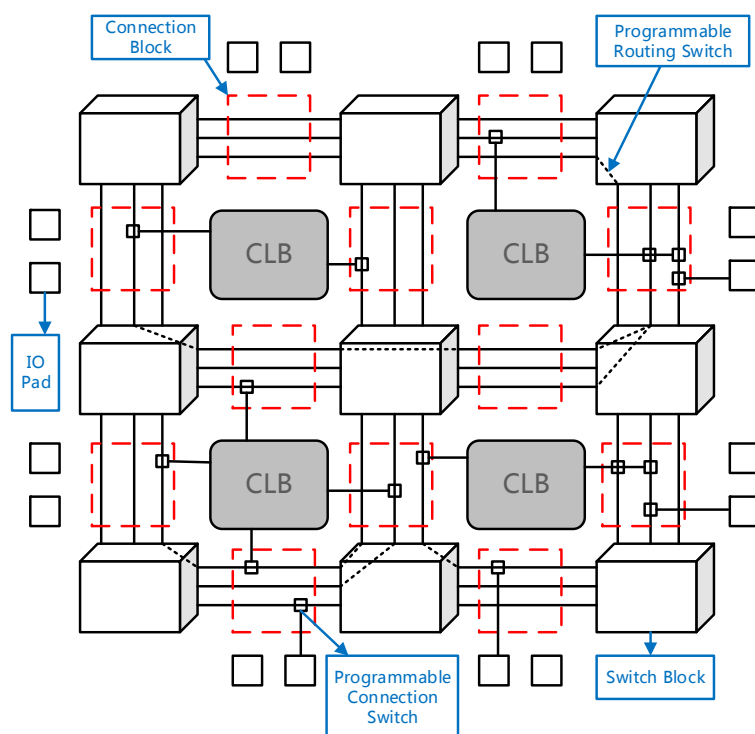 Connection
Block
Programmable
Routing Switch
CLB
CLB
IO
Pad
CLB
CLB
Programmable
Connection
Switch
Switch Block